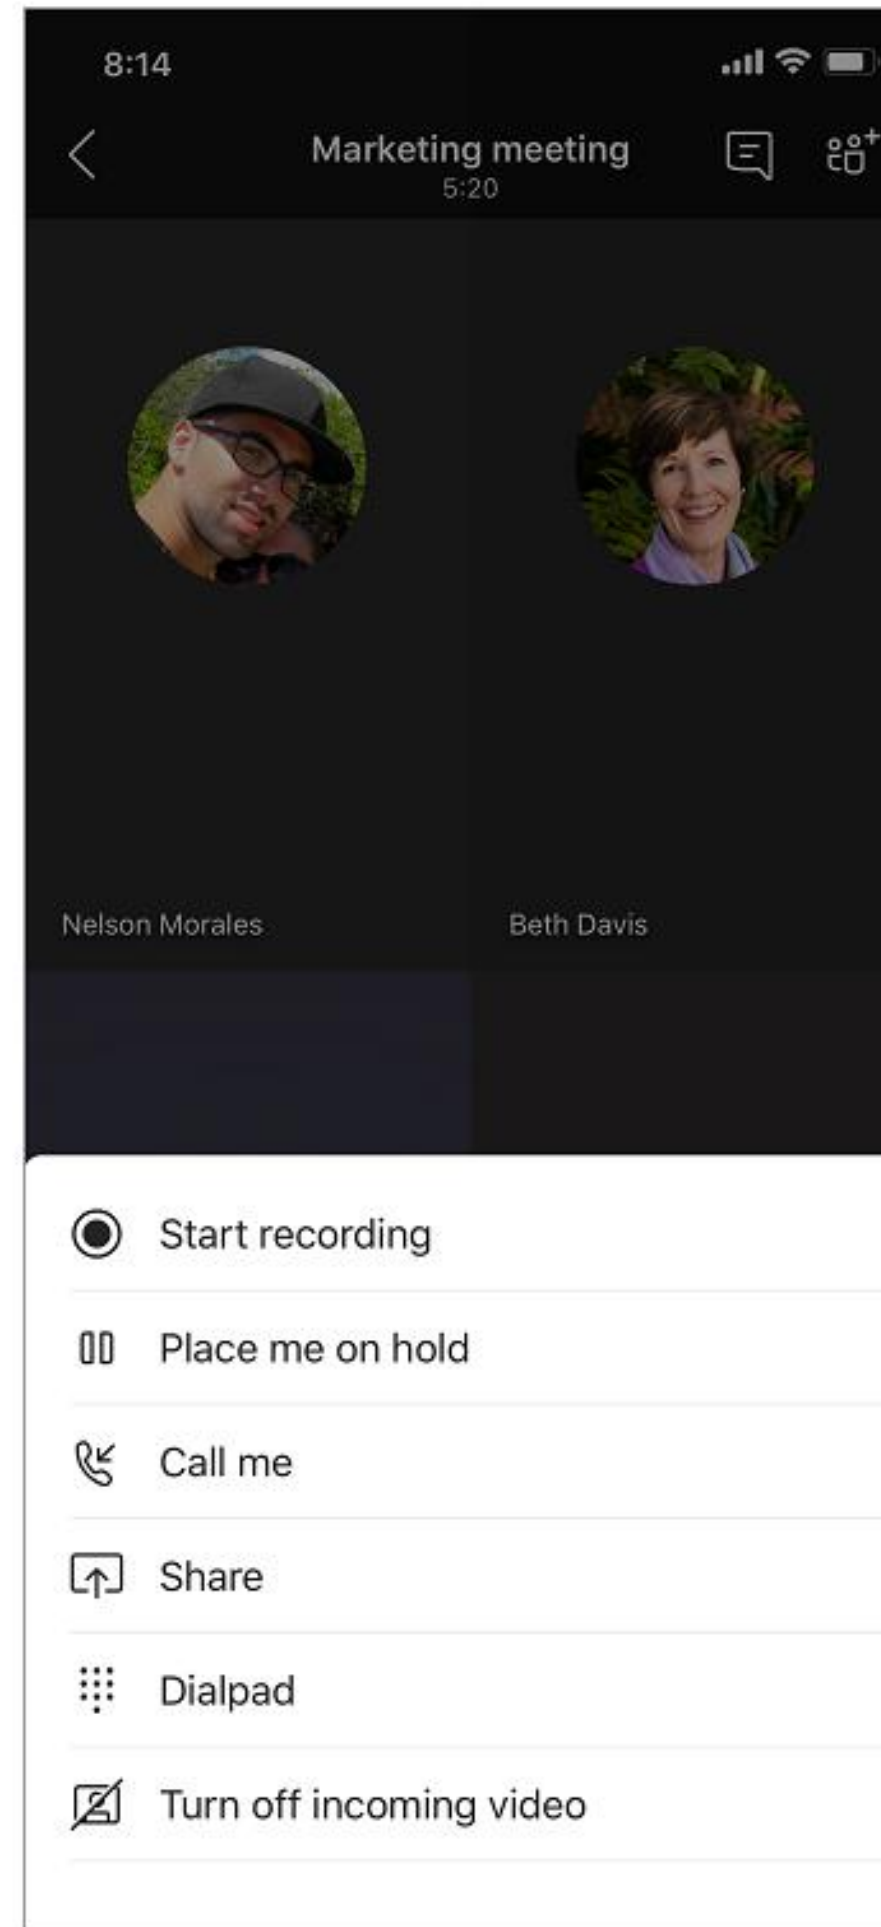 8:14
Marketing meeting
5:20
Nelson Morales
Beth Davis
Start recording
Place me on hold
Call me
Share
Dialpad
Turn off incoming video